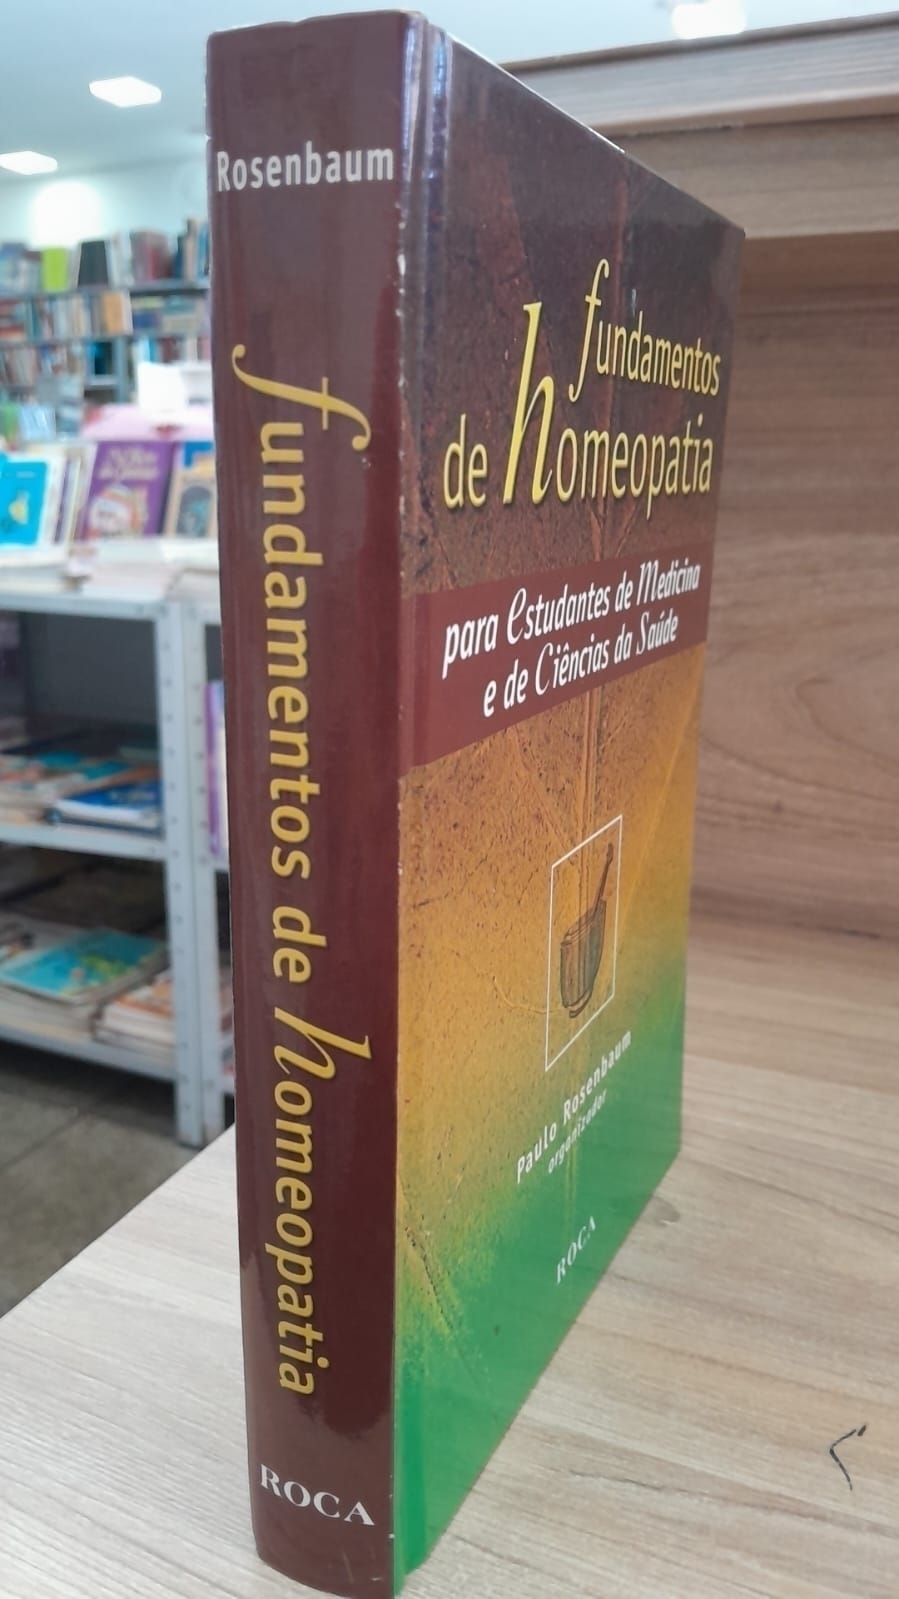 Rosenbaum
fundamentos de homeopatia
ROCA
fundamentos
de homeopatia
para Estudantes de Medicina
e de Ciências da Saúde
Paulo Rosenbaum
organizador
ROCA